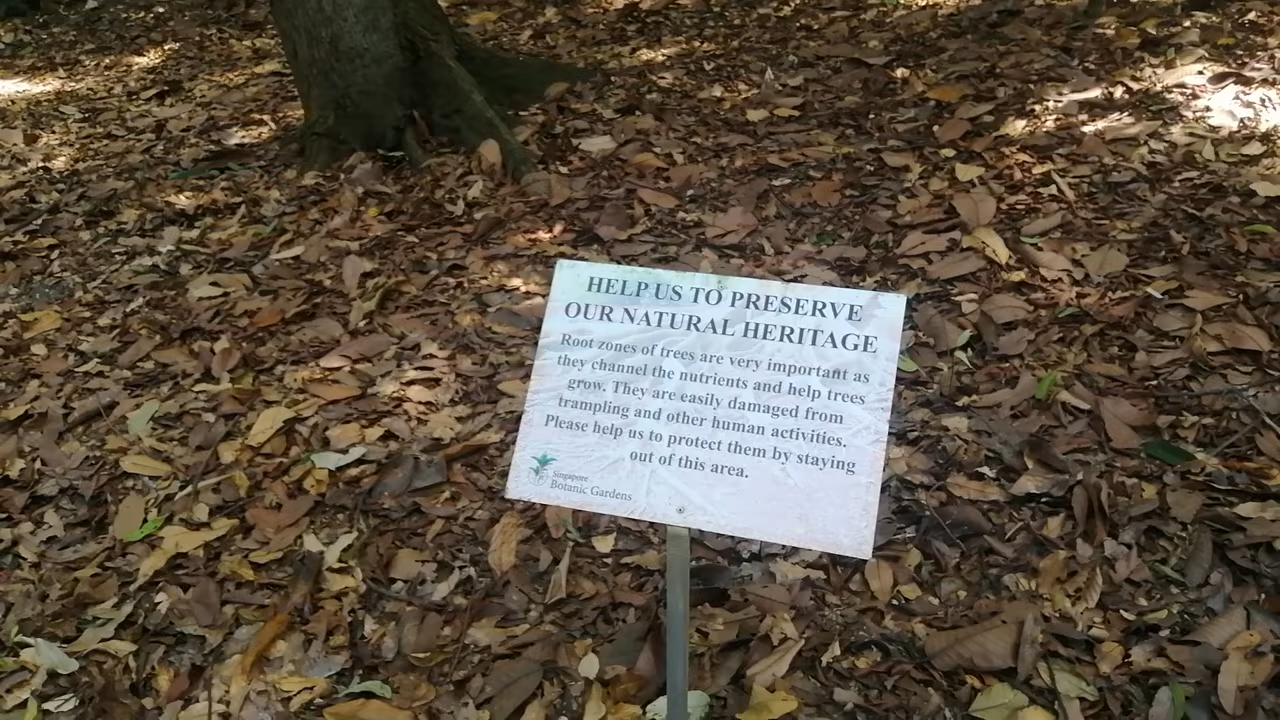 HELP US TO PRESERVE
OUR NATURAL HERITAGE
Root zones of trees are very important as
they channel the nutrients and help trees
grow. They are easily damaged from
trampling and other human activities.
Please help us to protect them by staying
out of this area.
Singapore
Botanic Gardens